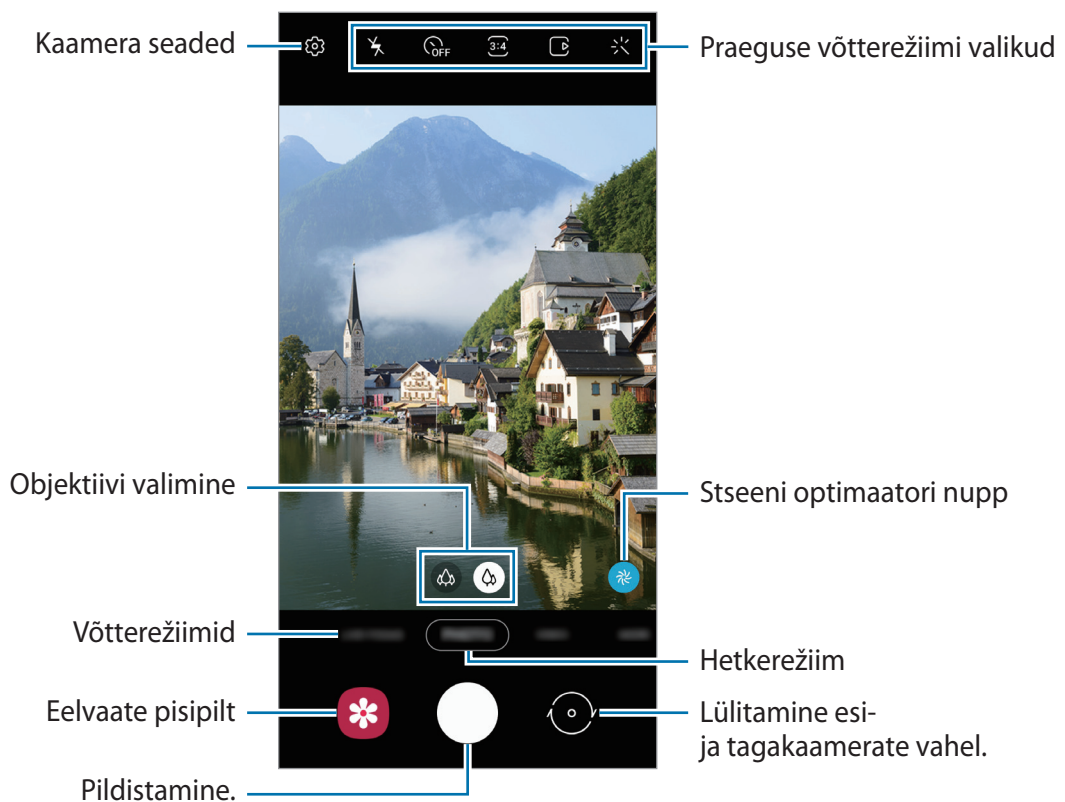 Kaamera seaded
OFF
3:4
Praeguse võtterežiimi valikud
Objektiivi valimine
Stseeni optimaatori nupp
Võtterežiimid
Hetkerežiim
Eelvaate pisipilt
Lülitamine esi-
ja tagakaamerate vahel.
Pildistamine.